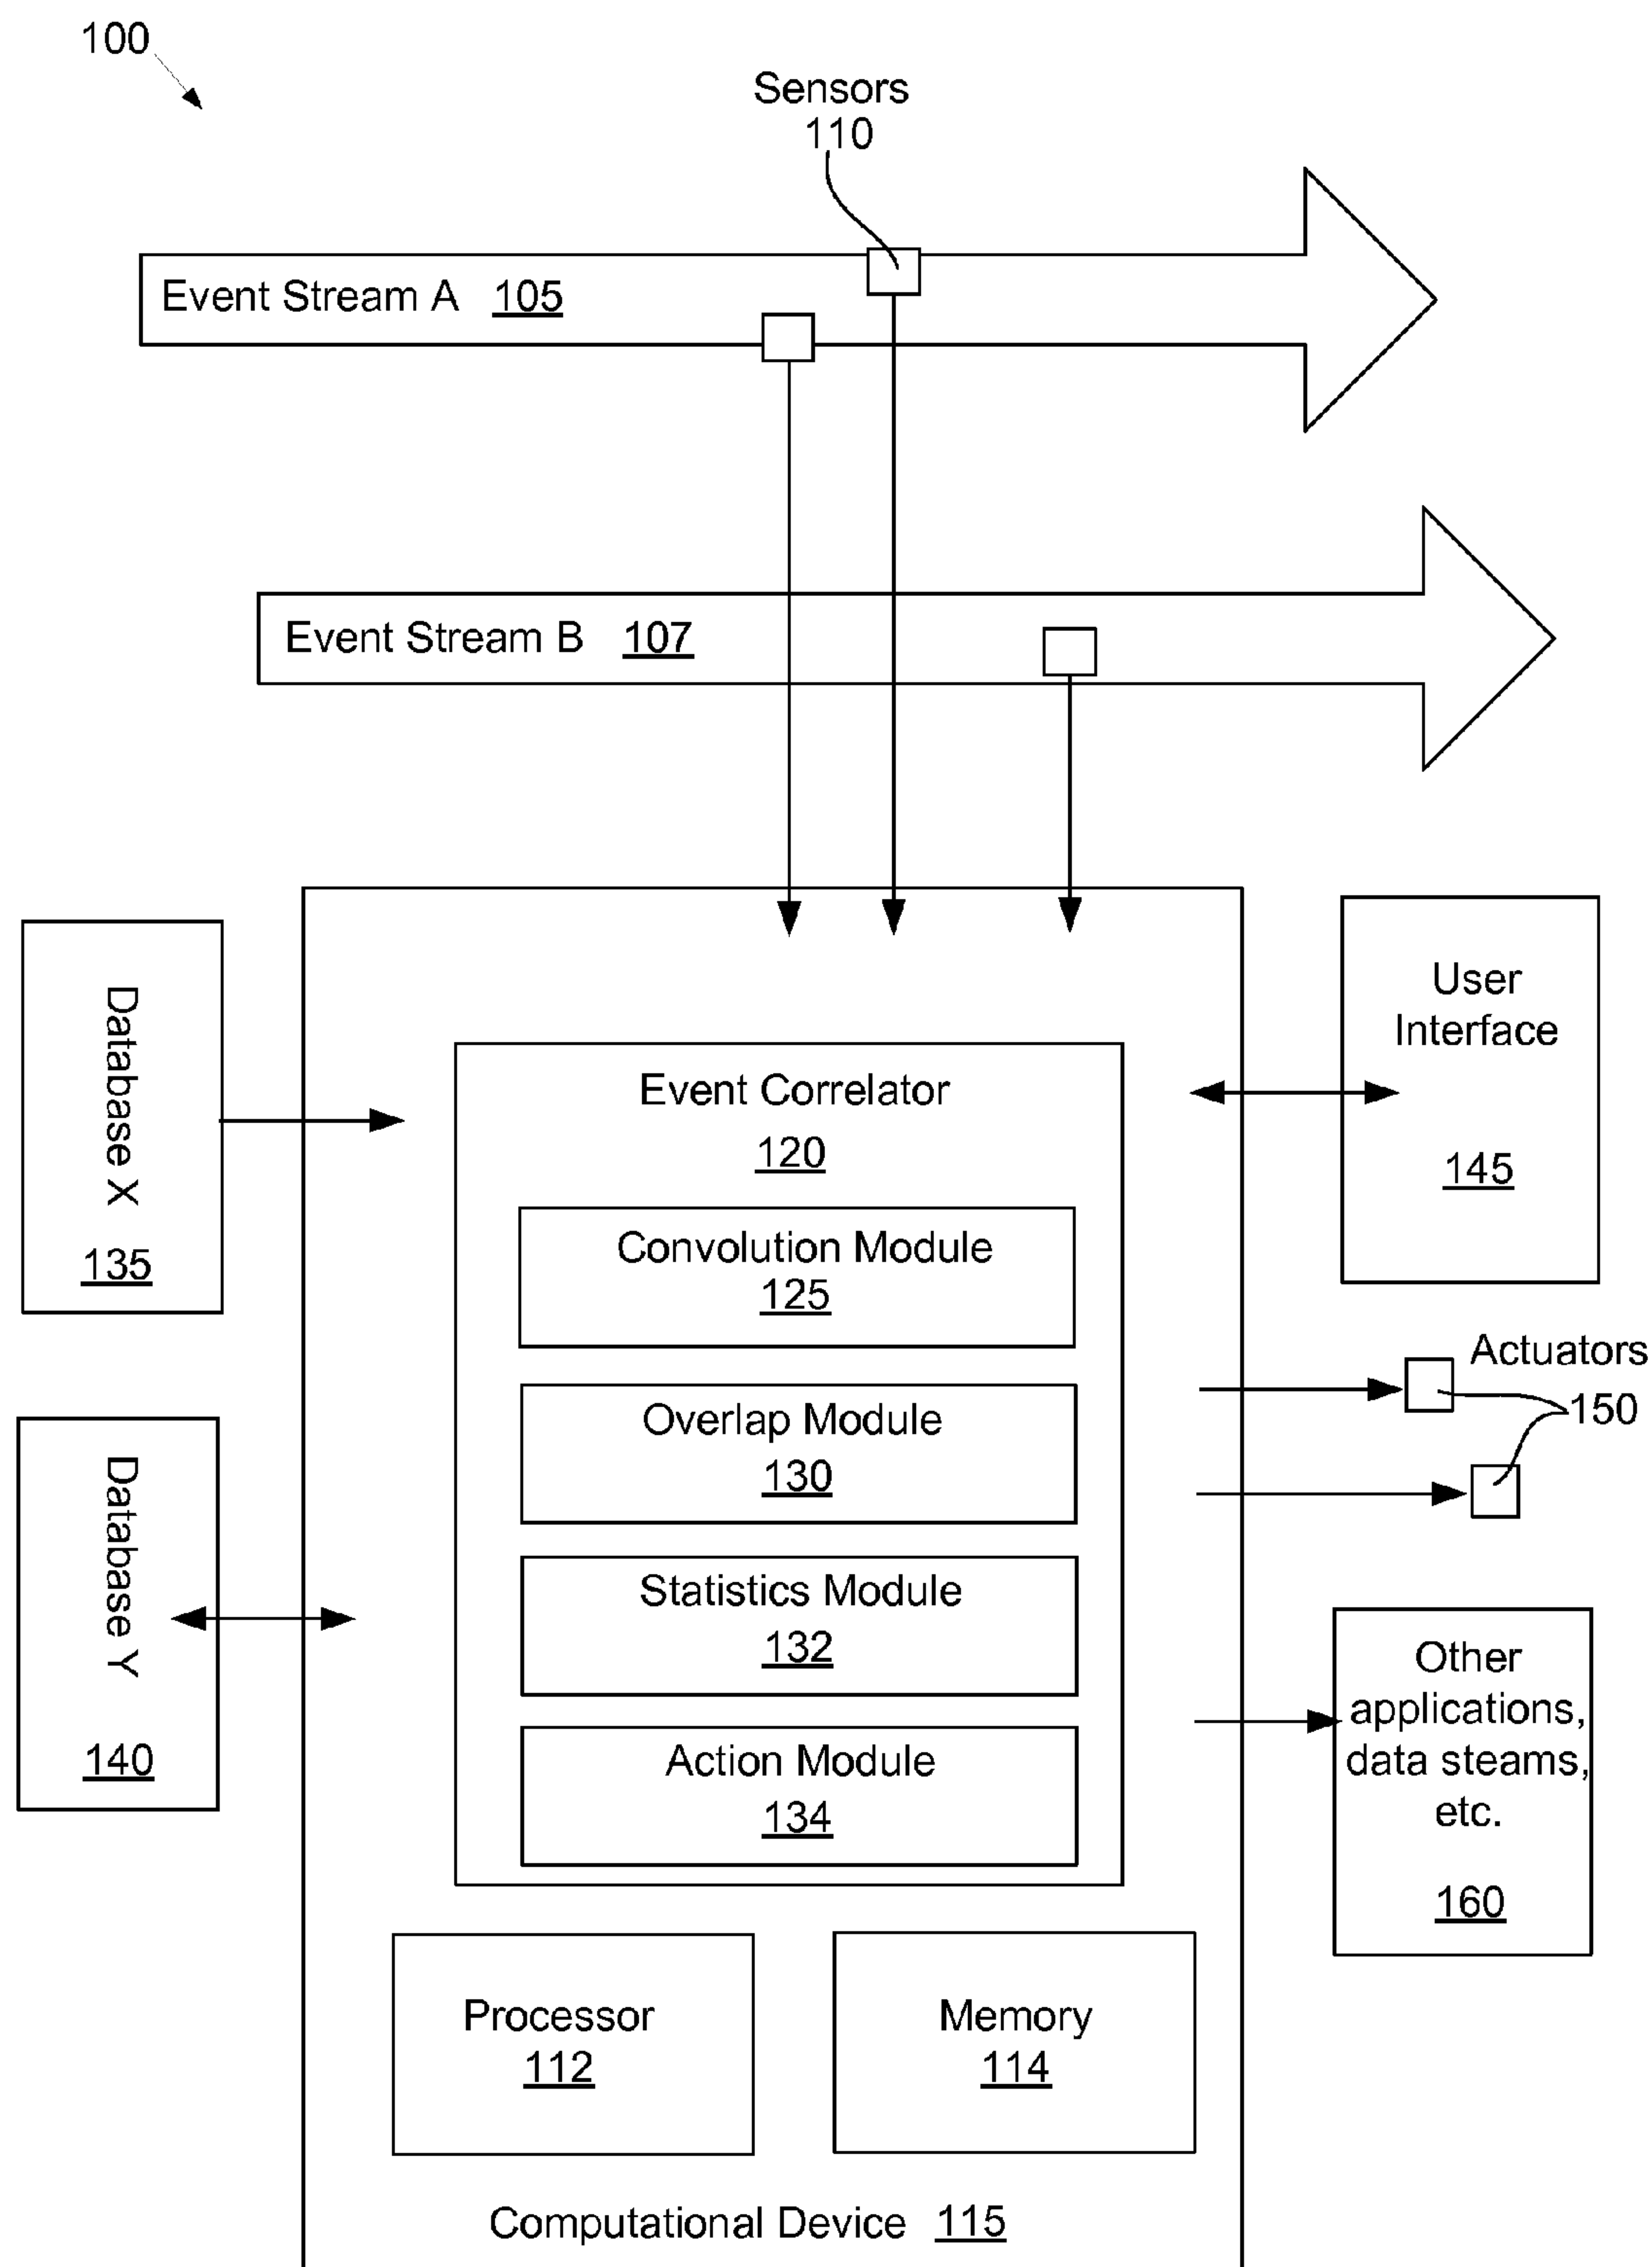 100
Sensors
110
Event Stream A 105
Event Stream B 107
Database X
135
Database Y
140
Event Correlator
120
Convolution Module
125
Overlap Module
130
Statistics Module
132
Action Module
134
Processor
112
Memory
114
Computational Device 115
User
Interface
145
Actuators
150
Other
applications,
data steams,
etc.
160